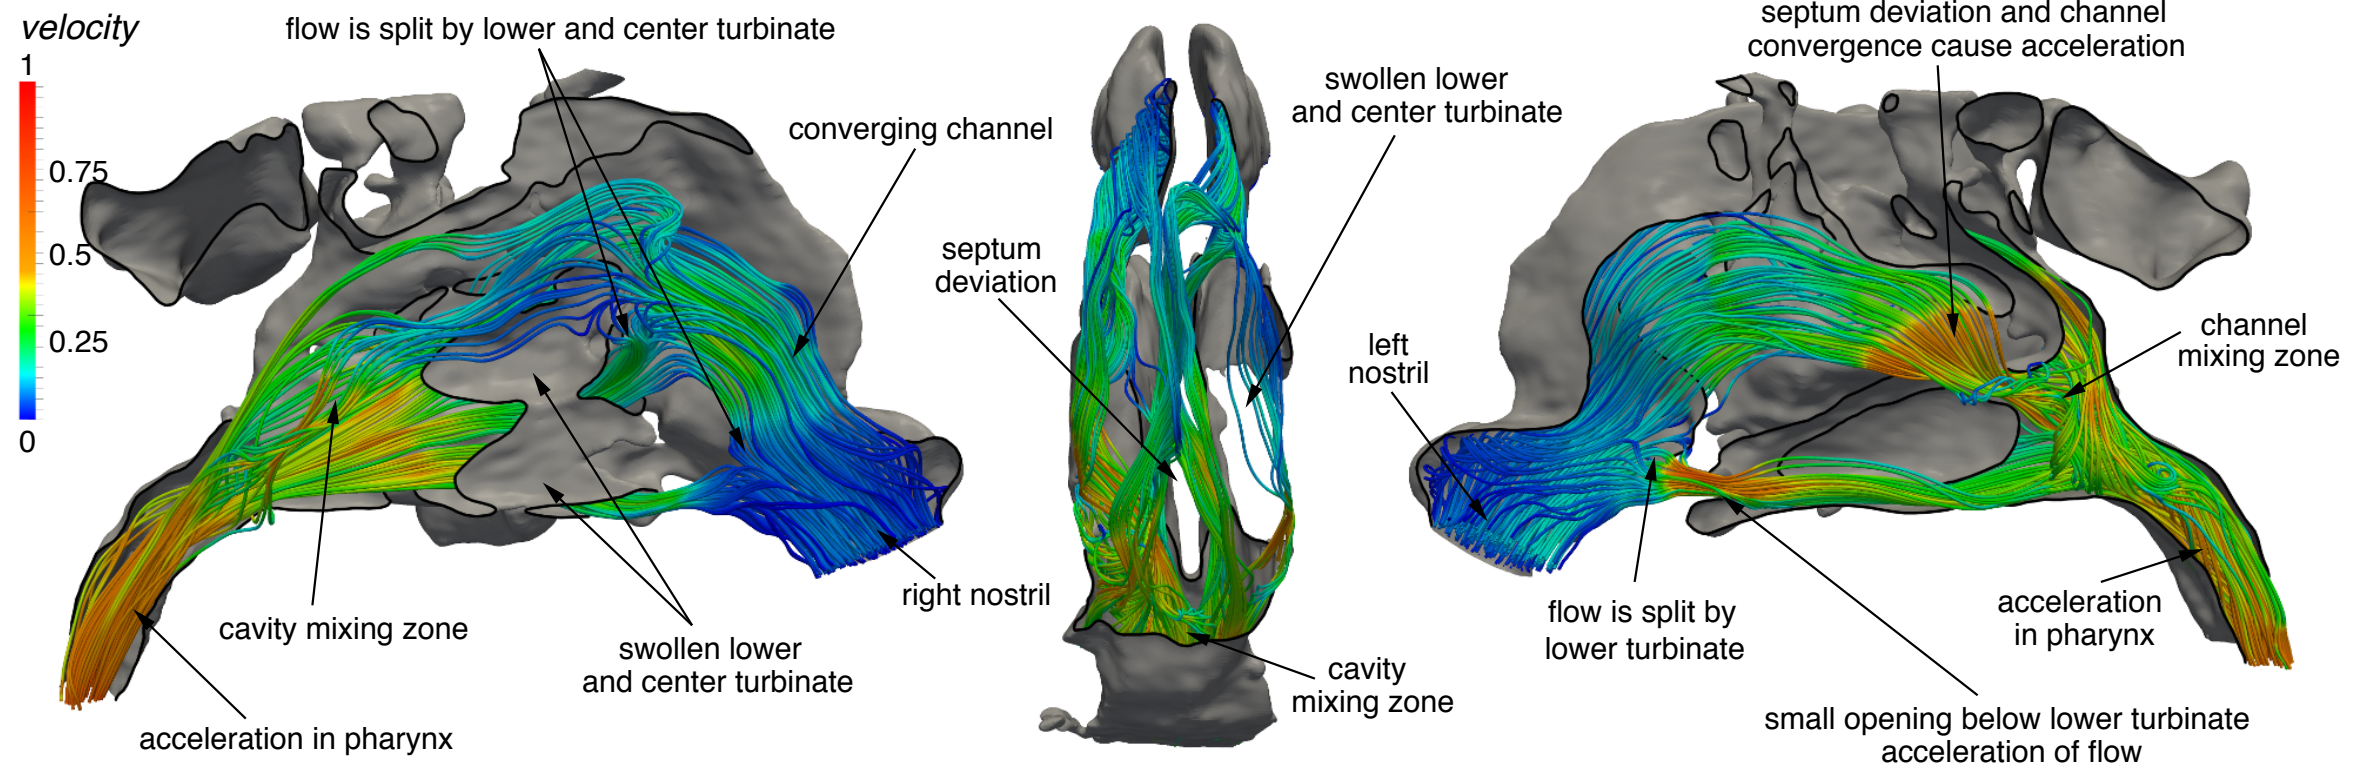 velocity
1
0.75
0.5
0.25
0
flow is split by lower and center turbinate
converging channel
cavity mixing zone
acceleration in pharynx
swollen lower
and center turbinate
right nostril
septum
deviation
swollen lower
and center turbinate
cavity
mixing zone
septum deviation and channel
convergence cause acceleration
left
nostril
channel
mixing zone
flow is split by
lower turbinate
acceleration
in pharynx
small opening below lower turbinate
acceleration of flow